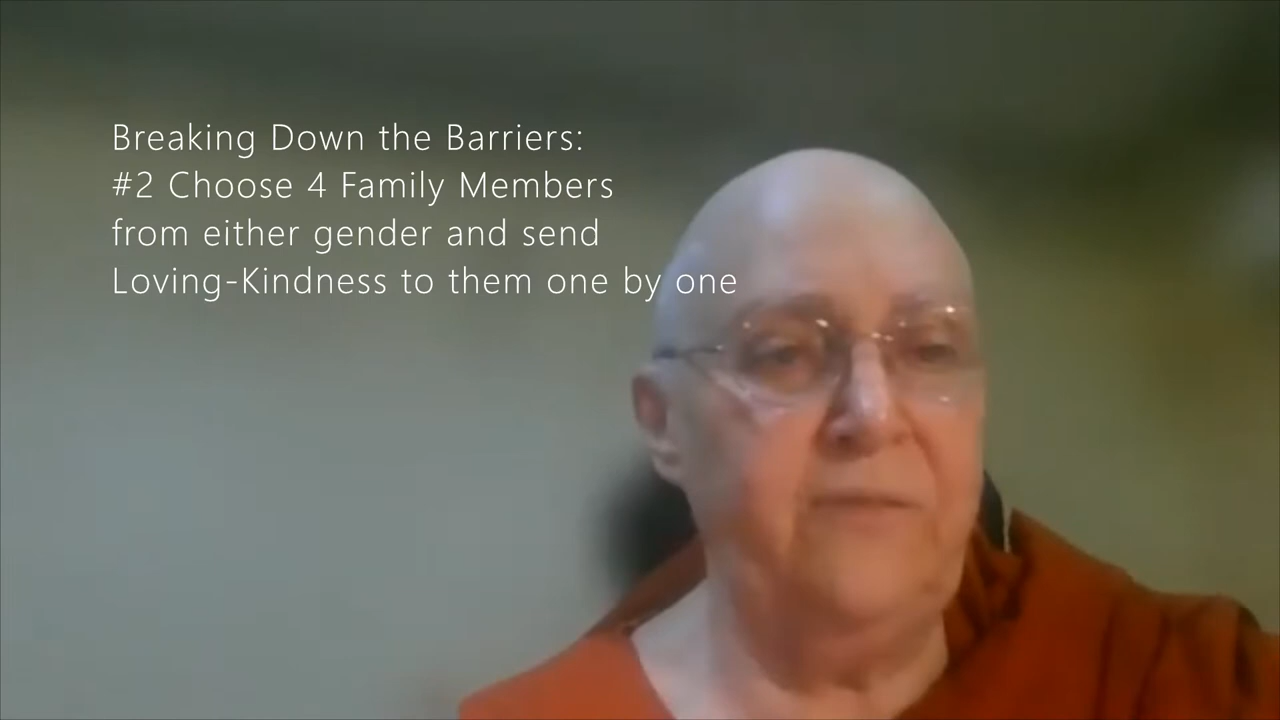 Breaking Down the Barriers:
#2 Choose 4 Family Members
from either gender and send
Loving-Kindness to them one by one